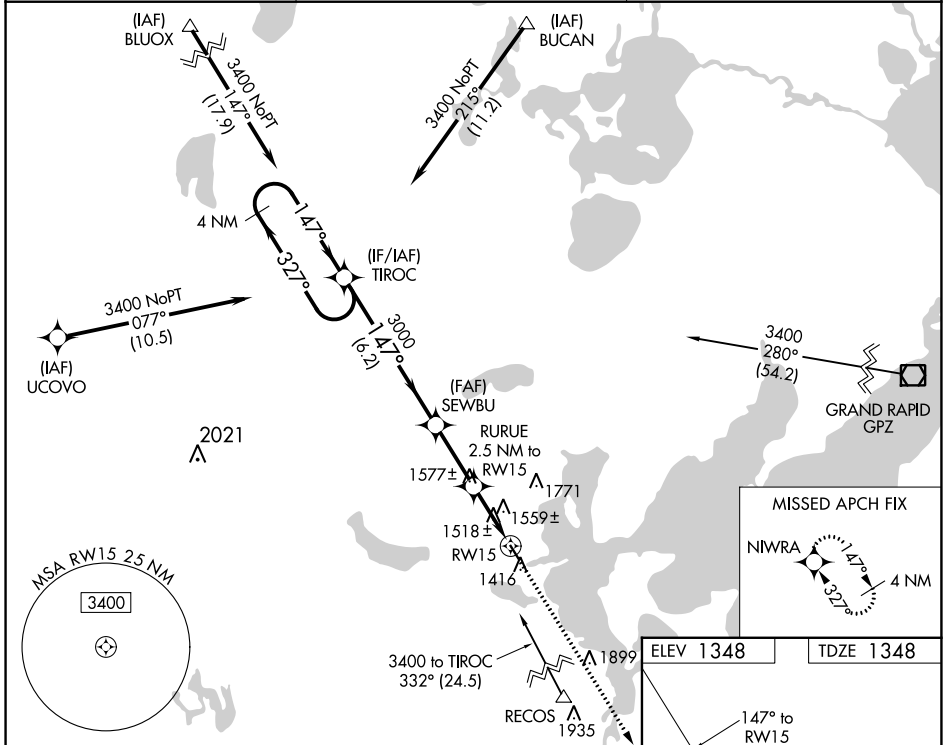 (IAF)
BLUOX
3400 NoPT
147°
(17.9)
(IAF)
BUCAN
3400 NoPT
215°
(11.2)
4 NM
147°
327°
(IF/IAF)
TIROC
3400 NoPT
077°
(10.5)
(IAF)
UCOVO
3000
147°
(6.2)
3400
280°
(54.2)
GRAND RAPID
GPZ
(FAF)
SEWBU
RURUE
2.5 NM to
RW15
2021
1577±
1771
1559±
1518±
RW15
1416
MISSED APCH FIX
NIWRA
147°
327°
4 NM
MSA RW15 25 NM
3400
3400 to TIROC
332° (24.5)
1899
RECOS
1935
ELEV 1348
TDZE 1348
147° to
RW15